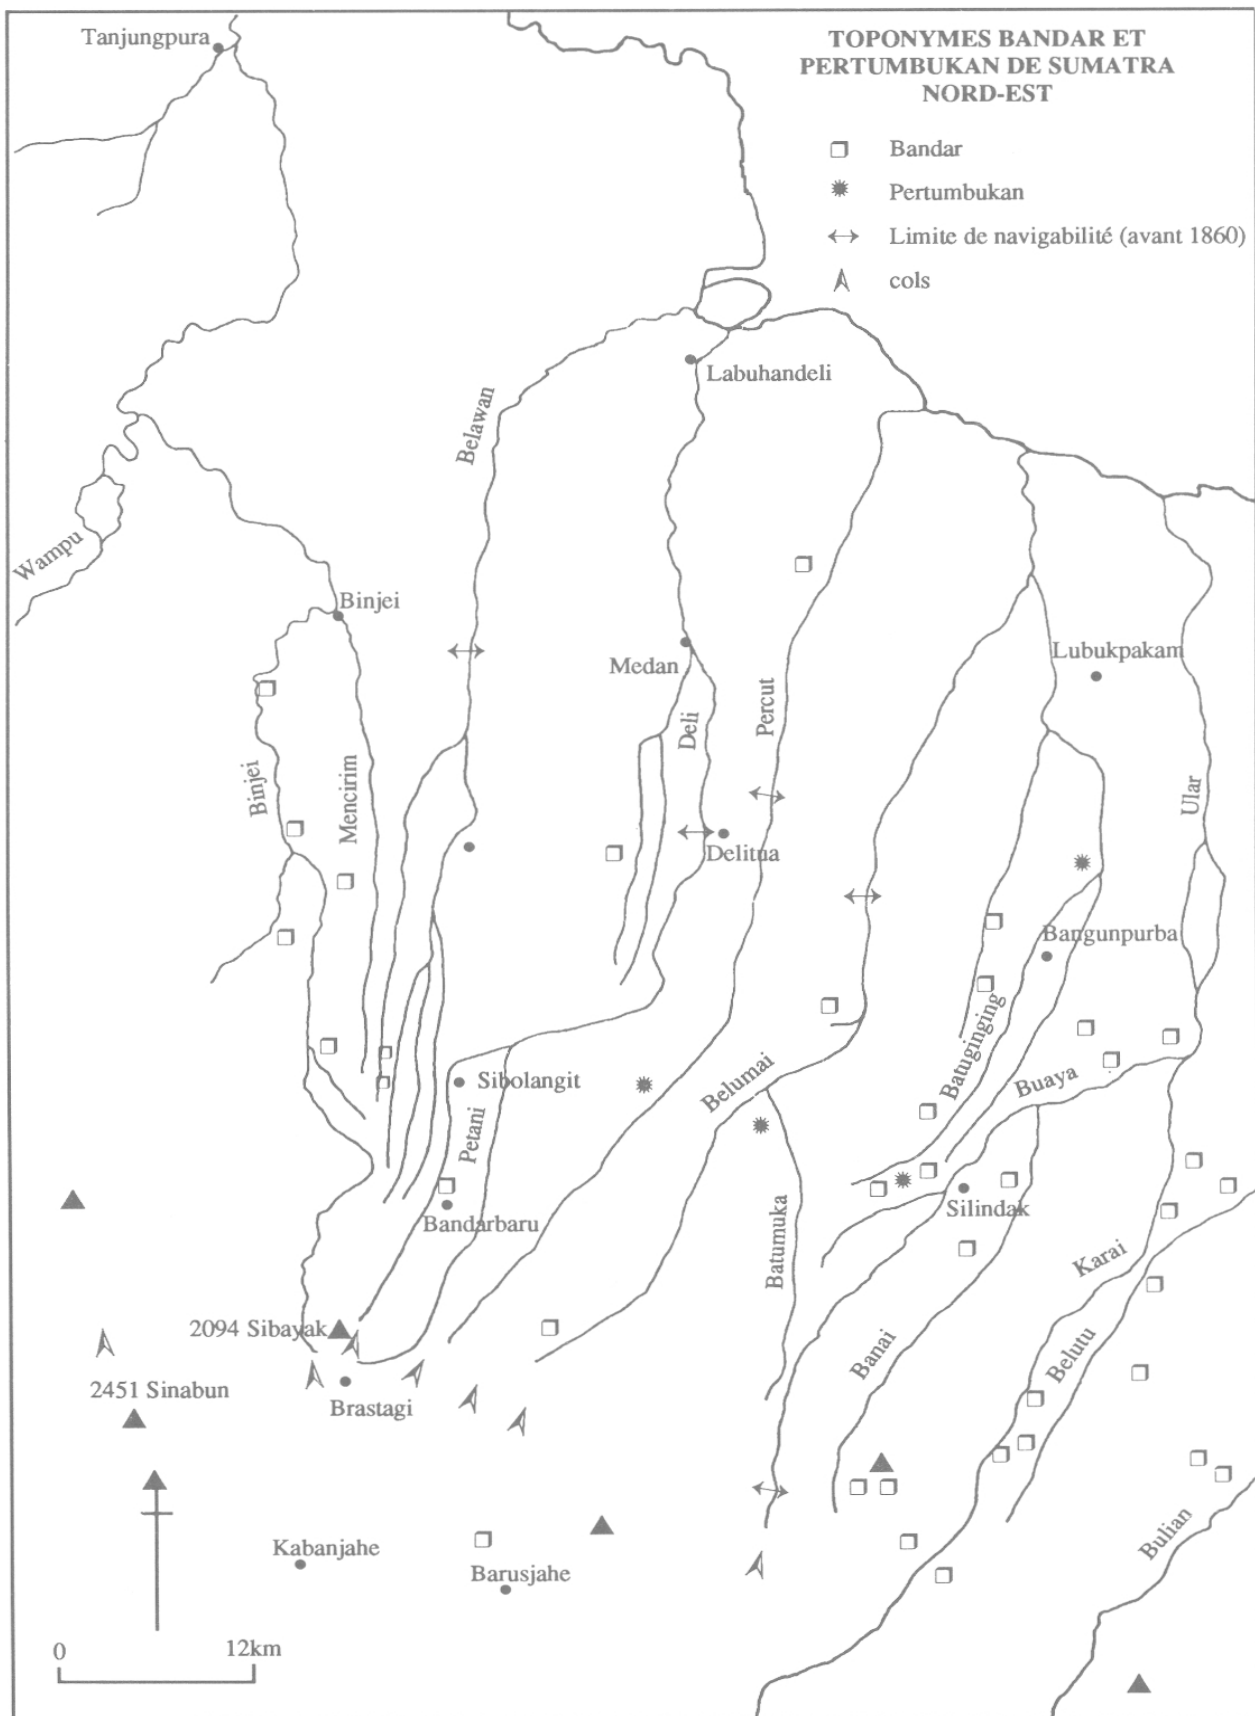 Tanjungpura
TOPONYMES BANDAR ET
PERTUMBUKAN DE SUMATRA
NORD-EST
Bandar
Pertumbukan
Limite de navigabilité (avant 1860)
cols
Labuhandeli
Belawan
Wampu
Binjei
Medan
Lubukpakam
Percut
Deli
Binjei
Mencirim
Ular
Delitua
Bangunpurba
Batuginging
Sibolangit
Belumai
Buaya
Petani
Bandarbaru
Silindak
Batumuka
Karai
2094 Sibayak
Banai
Belutu
2451 Sinabun
Brastagi
Bulian
Kabanjahe
Barusjahe
0 12km